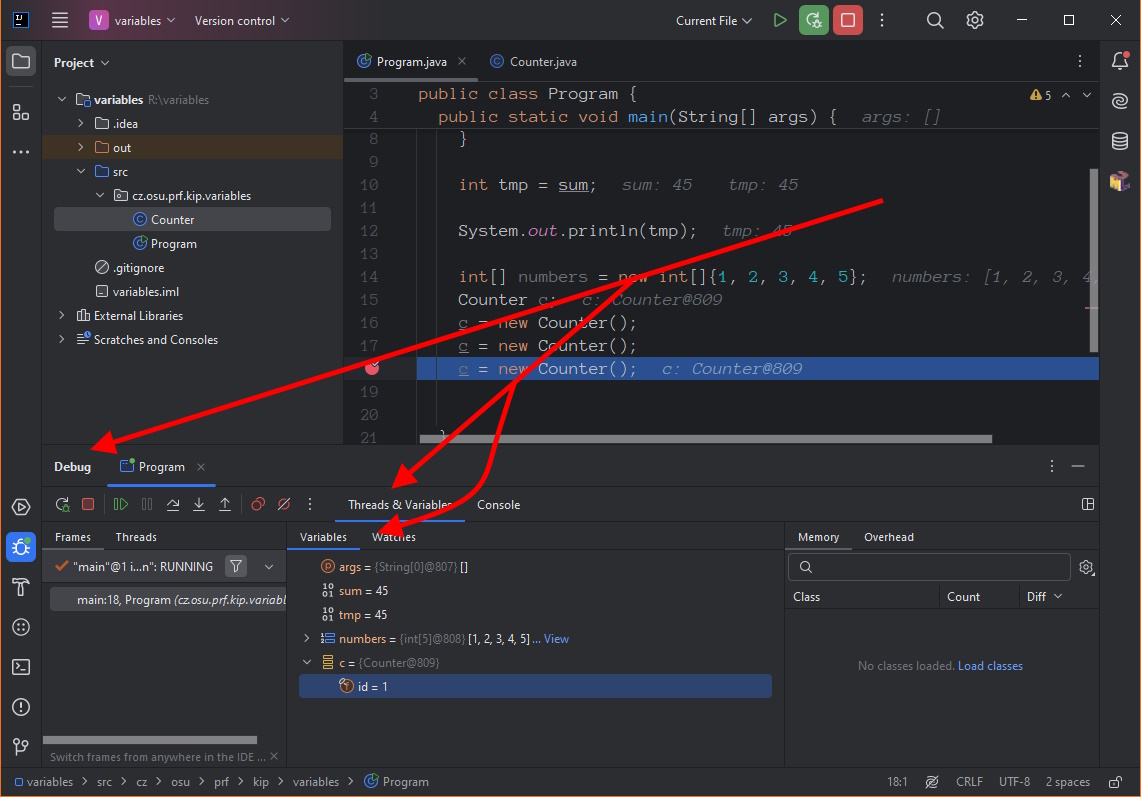 variables
Version control
Current File
Project
Program.java
Counter.java
variables R:\variables
.idea
out
src
cz.osu.prf.kip.variables
Counter
Program
.gitignore
variables.iml
External Libraries
Scratches and Consoles
3 public class Program {
5
4 public static void main(String[] args) { args: []
8 }
9
10 int tmp = sum; sum: 45 tmp: 45
11
12 System.out.println(tmp); tmp: 45
13
14 int[] numbers = new int[]{1, 2, 3, 4, 5}; numbers: [1, 2, 3, 4,
15 Counter c; c: Counter@809
16 c = new Counter();
17 c = new Counter();
c = new Counter(); c: Counter@809
19
20
21 }
Debug
Program
Threads & Variables
Console
Frames
Threads
"main"@1 i...n": RUNNING
main:18, Program (cz.osu.prf.kip.variabl
Switch frames from anywhere in the IDE ...
Variables
Watches
args = {String[0]@807} []
sum = 45
tmp = 45
numbers = {int[5]@808} [1, 2, 3, 4, 5] ... View
c = {Counter@809}
id = 1
Memory
Overhead
Class
Count
Diff
No classes loaded. Load classes
variables > src > cz > osu > prf > kip > variables > Program
18:1
CRLF
UTF-8
2 spaces